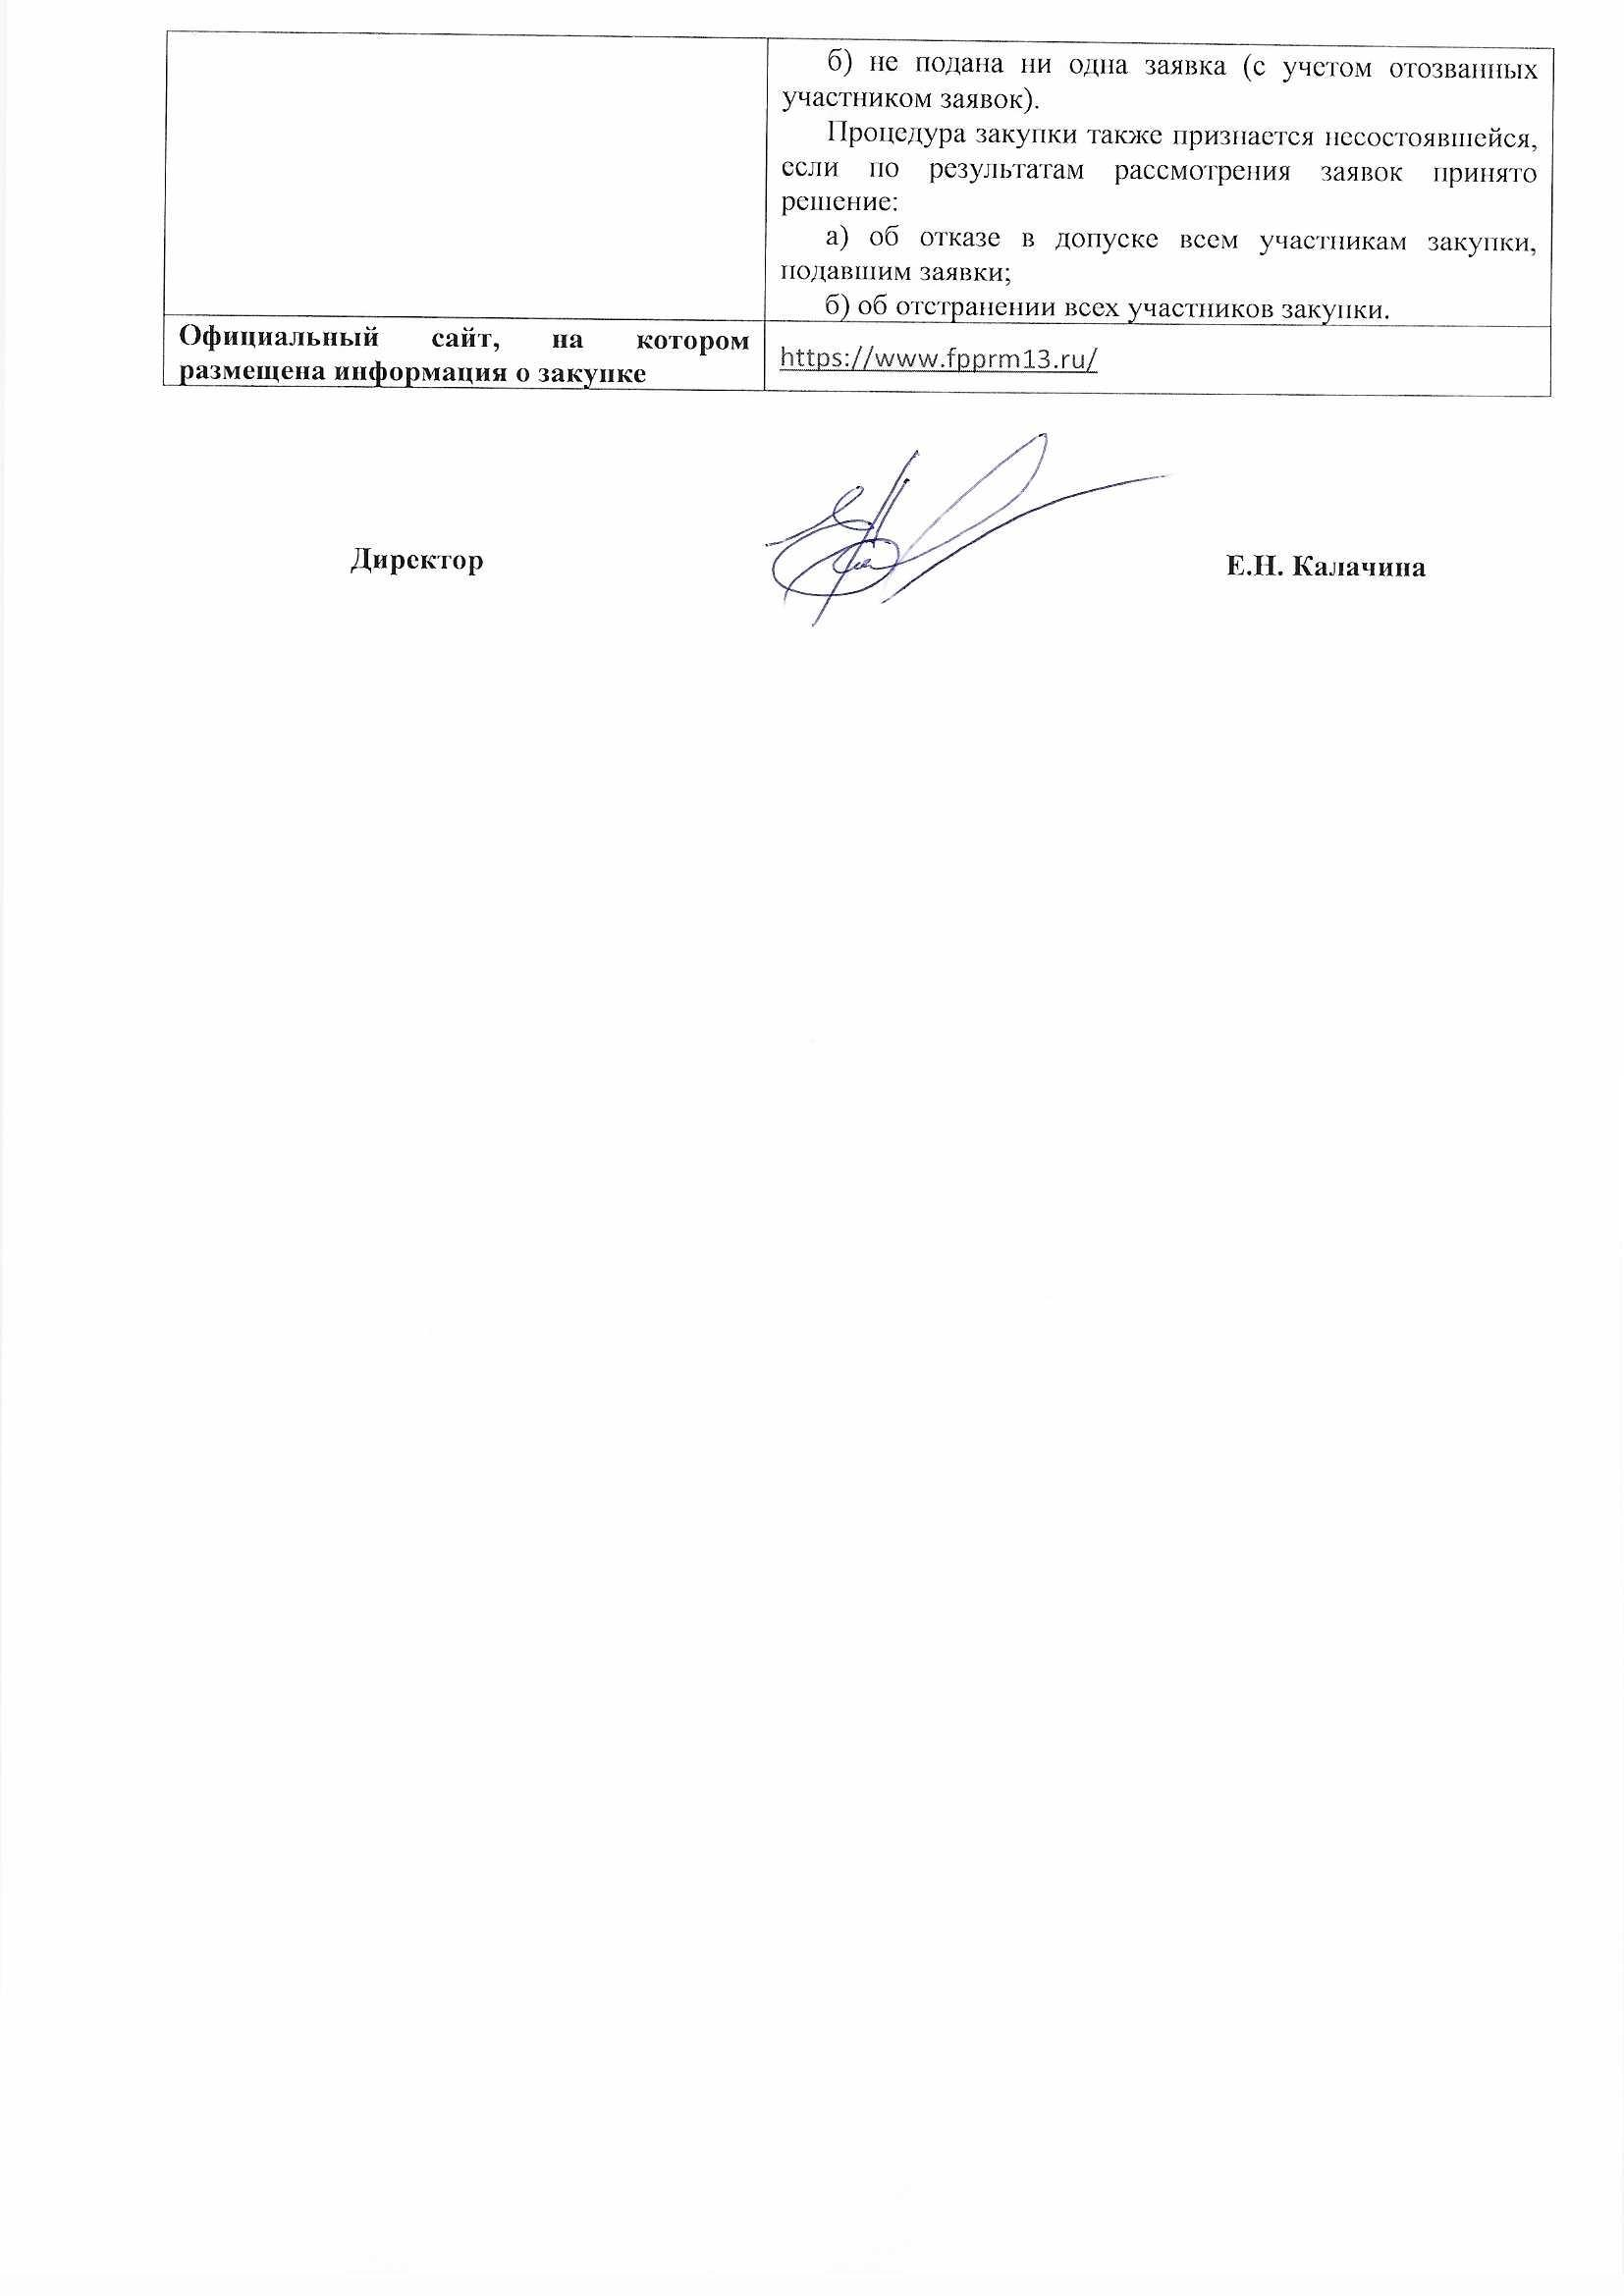 б) не подана ни одна заявка (с учетом отозванных
участником заявок).
Процедура закупки также признается несостоявшейся,
если по результатам рассмотрения заявок принято
решение:
а) об отказе в допуске всем участникам закупки,
подавшим заявки;
б) об отстранении всех участников закупки.
Официальный сайт, на котором
размещена информация о закупке
https://www.fpprm13.ru/
Директор
Е.Н. Калачина